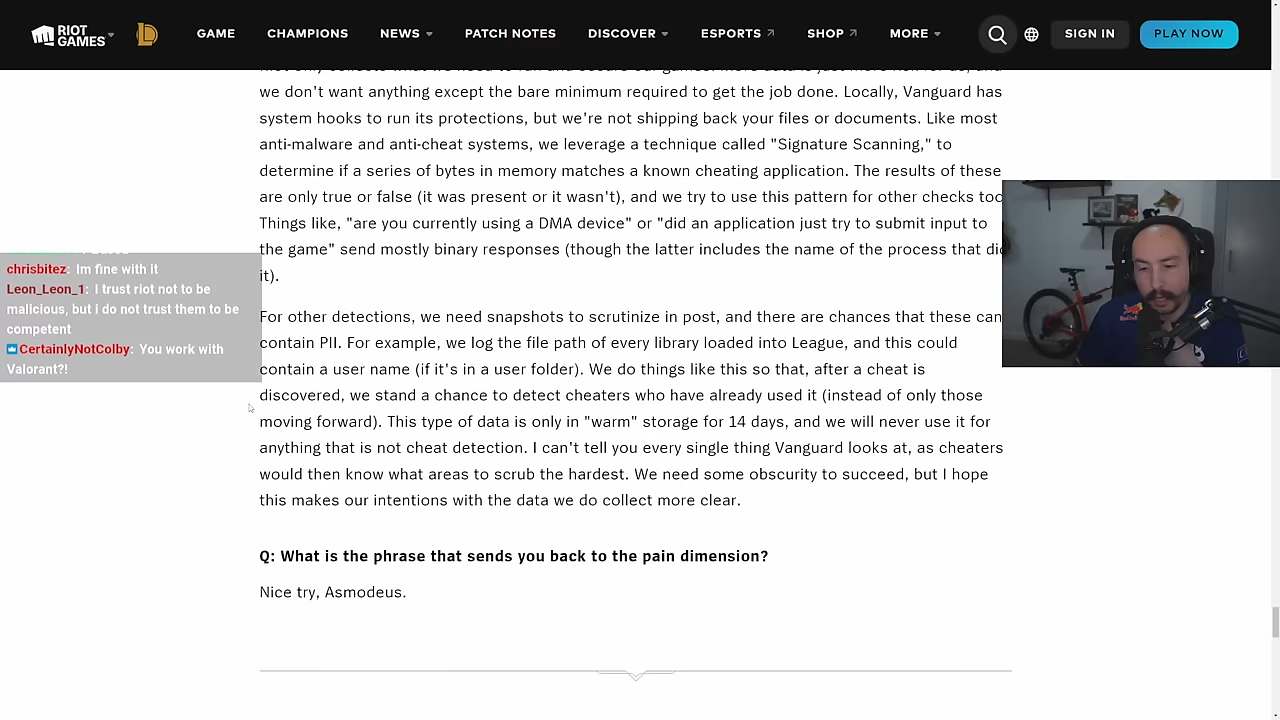 RIOT GAMES
GAME
CHAMPIONS
NEWS
PATCH NOTES
DISCOVER
ESPORTS
SHOP
MORE
SIGN IN
PLAY NOW
we don't want anything except the bare minimum required to get the job done. Locally, Vanguard has
system hooks to run its protections, but we're not shipping back your files or documents. Like most
anti-malware and anti-cheat systems, we leverage a technique called "Signature Scanning," to
determine if a series of bytes in memory matches a known cheating application. The results of these
are only true or false (it was present or it wasn't), and we try to use this pattern for other checks too
Things like, "are you currently using a DMA device" or "did an application just try to submit input to
the game" send mostly binary responses (though the latter includes the name of the process that did
it).
chrisbitez: Im fine with it
Leon_Leon_1: I trust riot not to be
malicious, but i do not trust them to be
competent
CertainlyNotColby: You work with
Valorant?!
For other detections, we need snapshots to scrutinize in post, and there are chances that these can
contain PII. For example, we log the file path of every library loaded into League, and this could
contain a user name (if it's in a user folder). We do things like this so that, after a cheat is
discovered, we stand a chance to detect cheaters who have already used it (instead of only those
moving forward). This type of data is only in "warm" storage for 14 days, and we will never use it for
anything that is not cheat detection. I can't tell you every single thing Vanguard looks at, as cheaters
would then know what areas to scrub the hardest. We need some obscurity to succeed, but I hope
this makes our intentions with the data we do collect more clear.
Q: What is the phrase that sends you back to the pain dimension?
Nice try, Asmodeus.